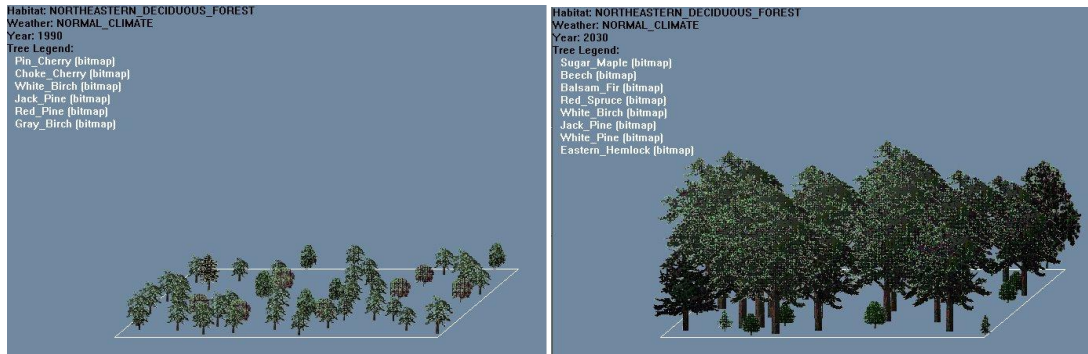 Habitat: NORTHEASTERN_DECIDUOUS_FOREST
Weather: NORMAL_CLIMATE
Year: 1990
Tree Legend:
Pin_Cherry (bitmap)
Choke_Cherry (bitmap)
White_Birch (bitmap)
Jack_Pine (bitmap)
Red_Pine (bitmap)
Gray_Birch (bitmap)
Habitat: NORTHEASTERN_DECIDUOUS_FOREST
Weather: NORMAL_CLIMATE
Year: 2030
Tree Legend:
Sugar_Maple (bitmap)
Beech (bitmap)
Balsam_Fir (bitmap)
Red_Spruce (bitmap)
White_Birch (bitmap)
Jack_Pine (bitmap)
White_Pine (bitmap)
Eastern_Hemlock (bitmap)